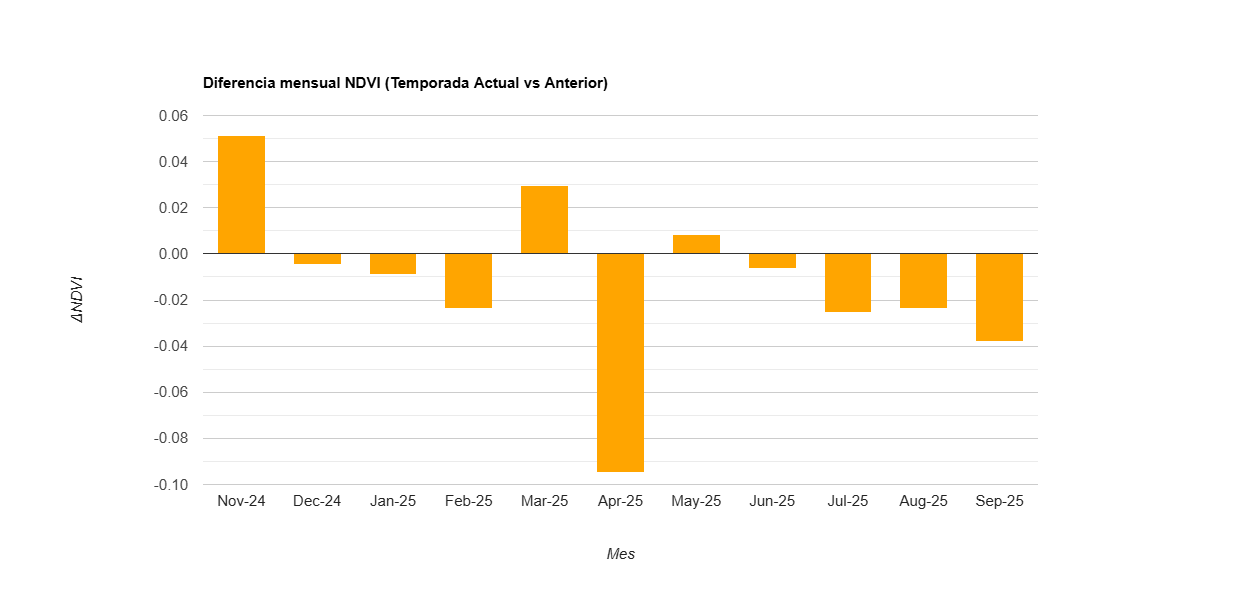 Diferencia mensual NDVI (Temporada Actual vs Anterior)
0.06
0.04
0.02
0.00
-0.02
-0.04
-0.06
-0.08
-0.10
ΔNDVI
Nov-24 Dec-24 Jan-25 Feb-25 Mar-25 Apr-25 May-25 Jun-25 Jul-25 Aug-25 Sep-25
Mes